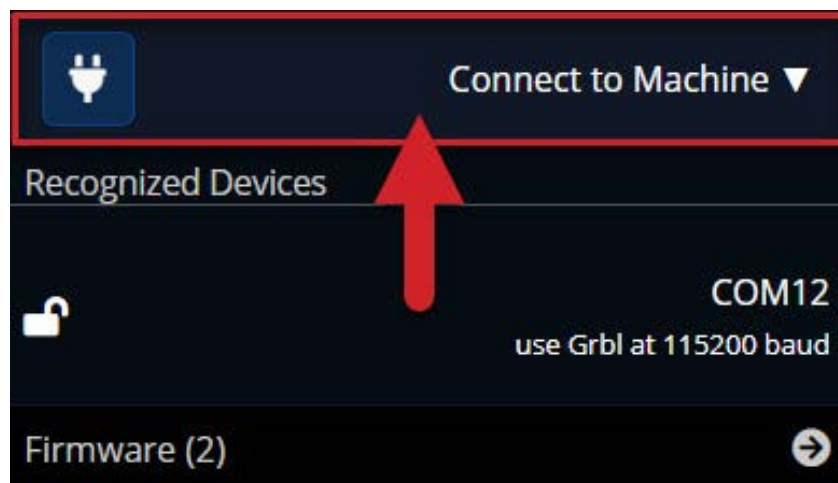 Connect to Machine ▼
Recognized Devices
COM12
use Grbl at 115200 baud
Firmware (2)